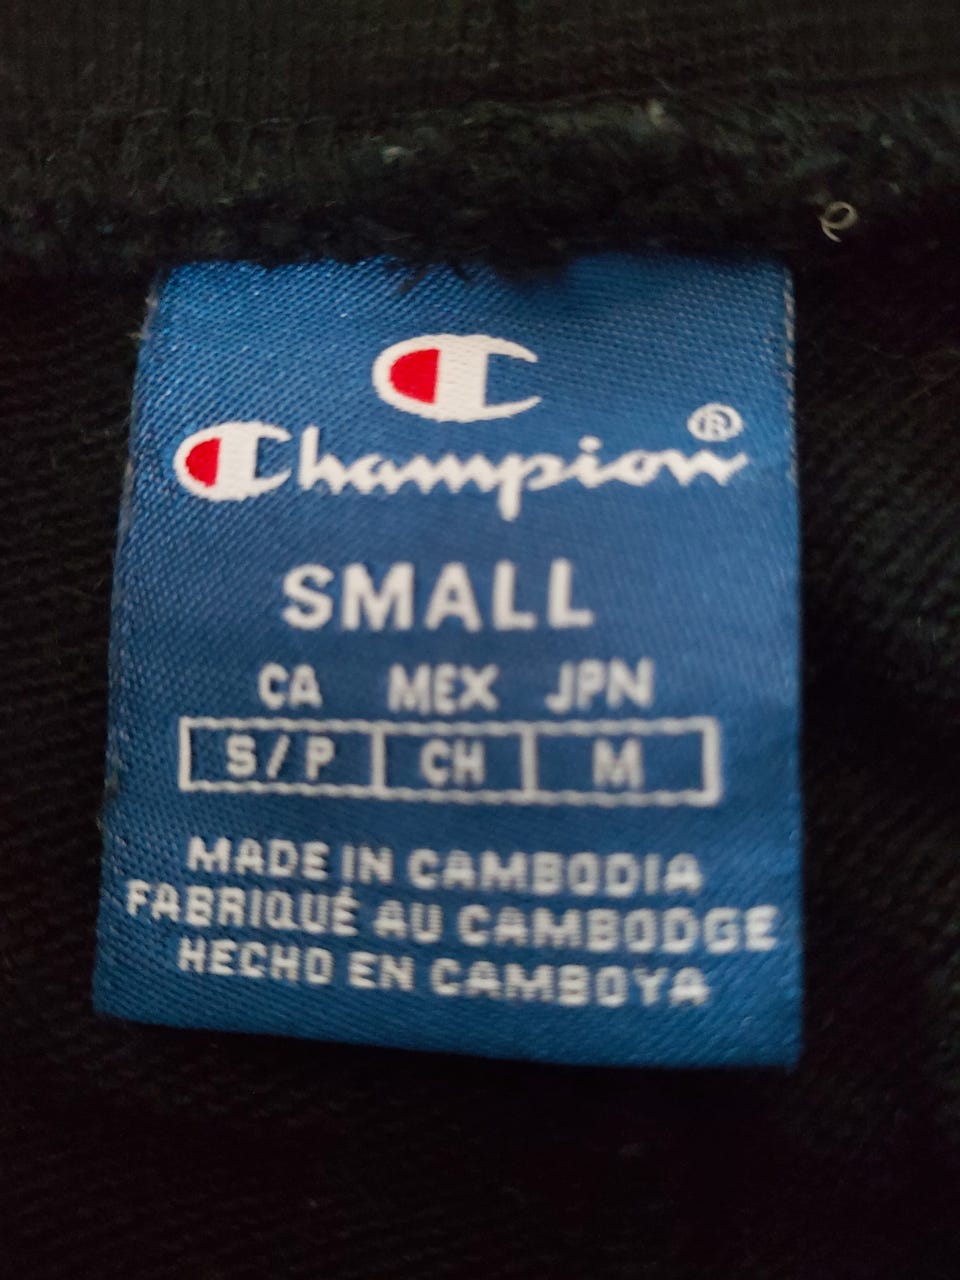 Champion®
SMALL
CA MEX JPN
S/P CH M
MADE IN CAMBODIA
FABRIQUÉ AU CAMBODGE
HECHO EN CAMBOYA